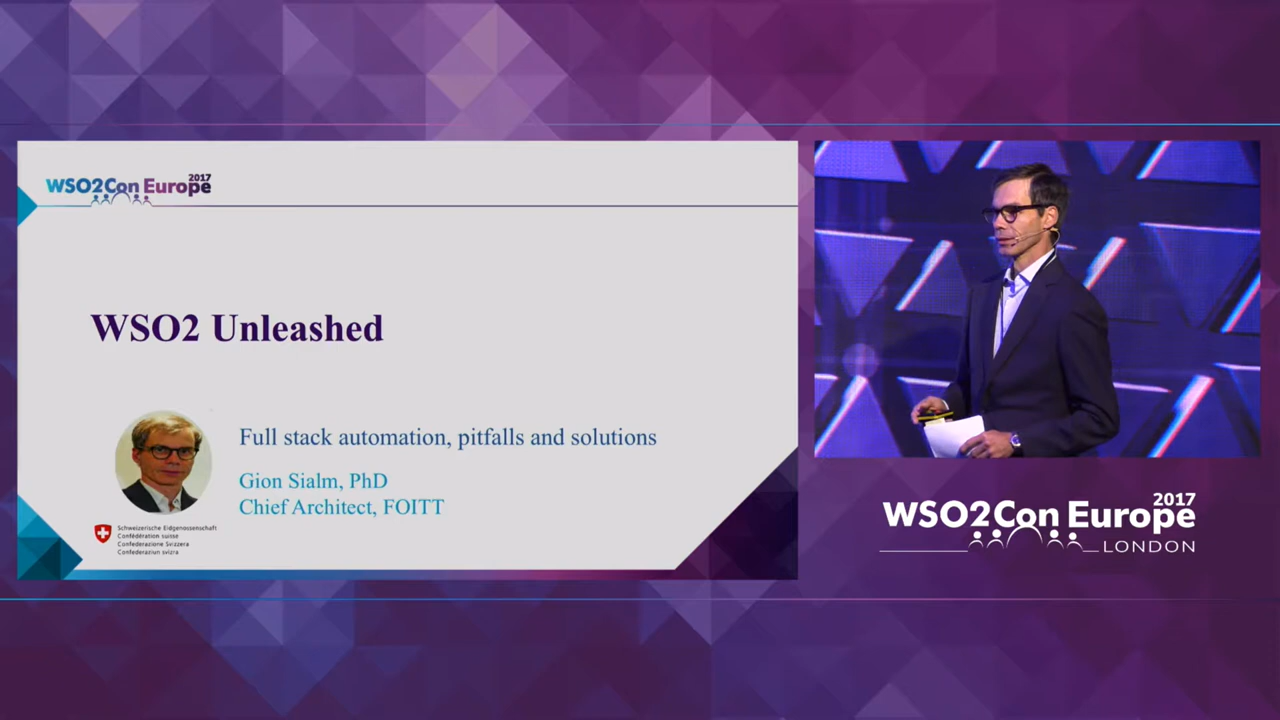 WSO2Con Europe 2017
WSO2 Unleashed
Full stack automation, pitfalls and solutions
Gion Sialm, PhD
Chief Architect, FOITT
Schweizerische Eidgenossenschaft
Confédération suisse
Confederazione Svizzera
Confederaziun svizra
WSO2Con Europe 2017
LONDON